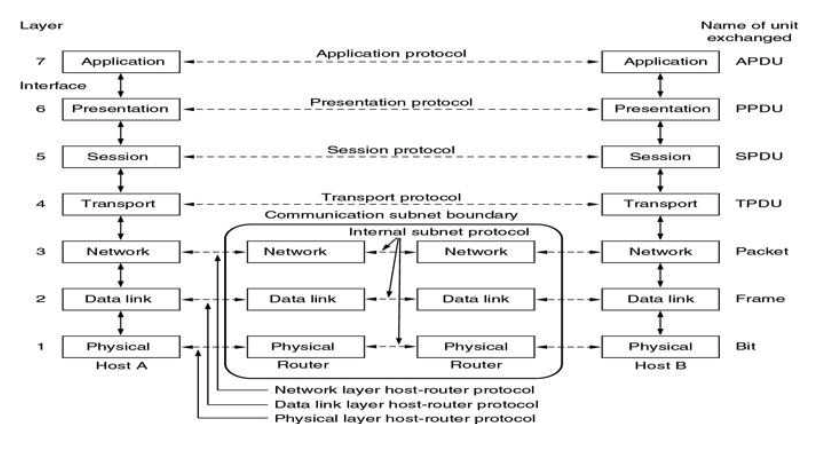 Layer
Name of unit
exchanged
7 Application Application protocol Application APDU
Interface
6 Presentation Presentation protocol Presentation PPDU
5 Session Session protocol Session SPDU
4 Transport Transport protocol Transport TPDU
Communication subnet boundary
Internal subnet protocol
3 Network Network Network Network Packet
2 Data link Data link Data link Data link Frame
1 Physical Physical Physical Physical Bit
Host A Router Router Host B
Network layer host-router protocol
Data link layer host-router protocol
Physical layer host-router protocol